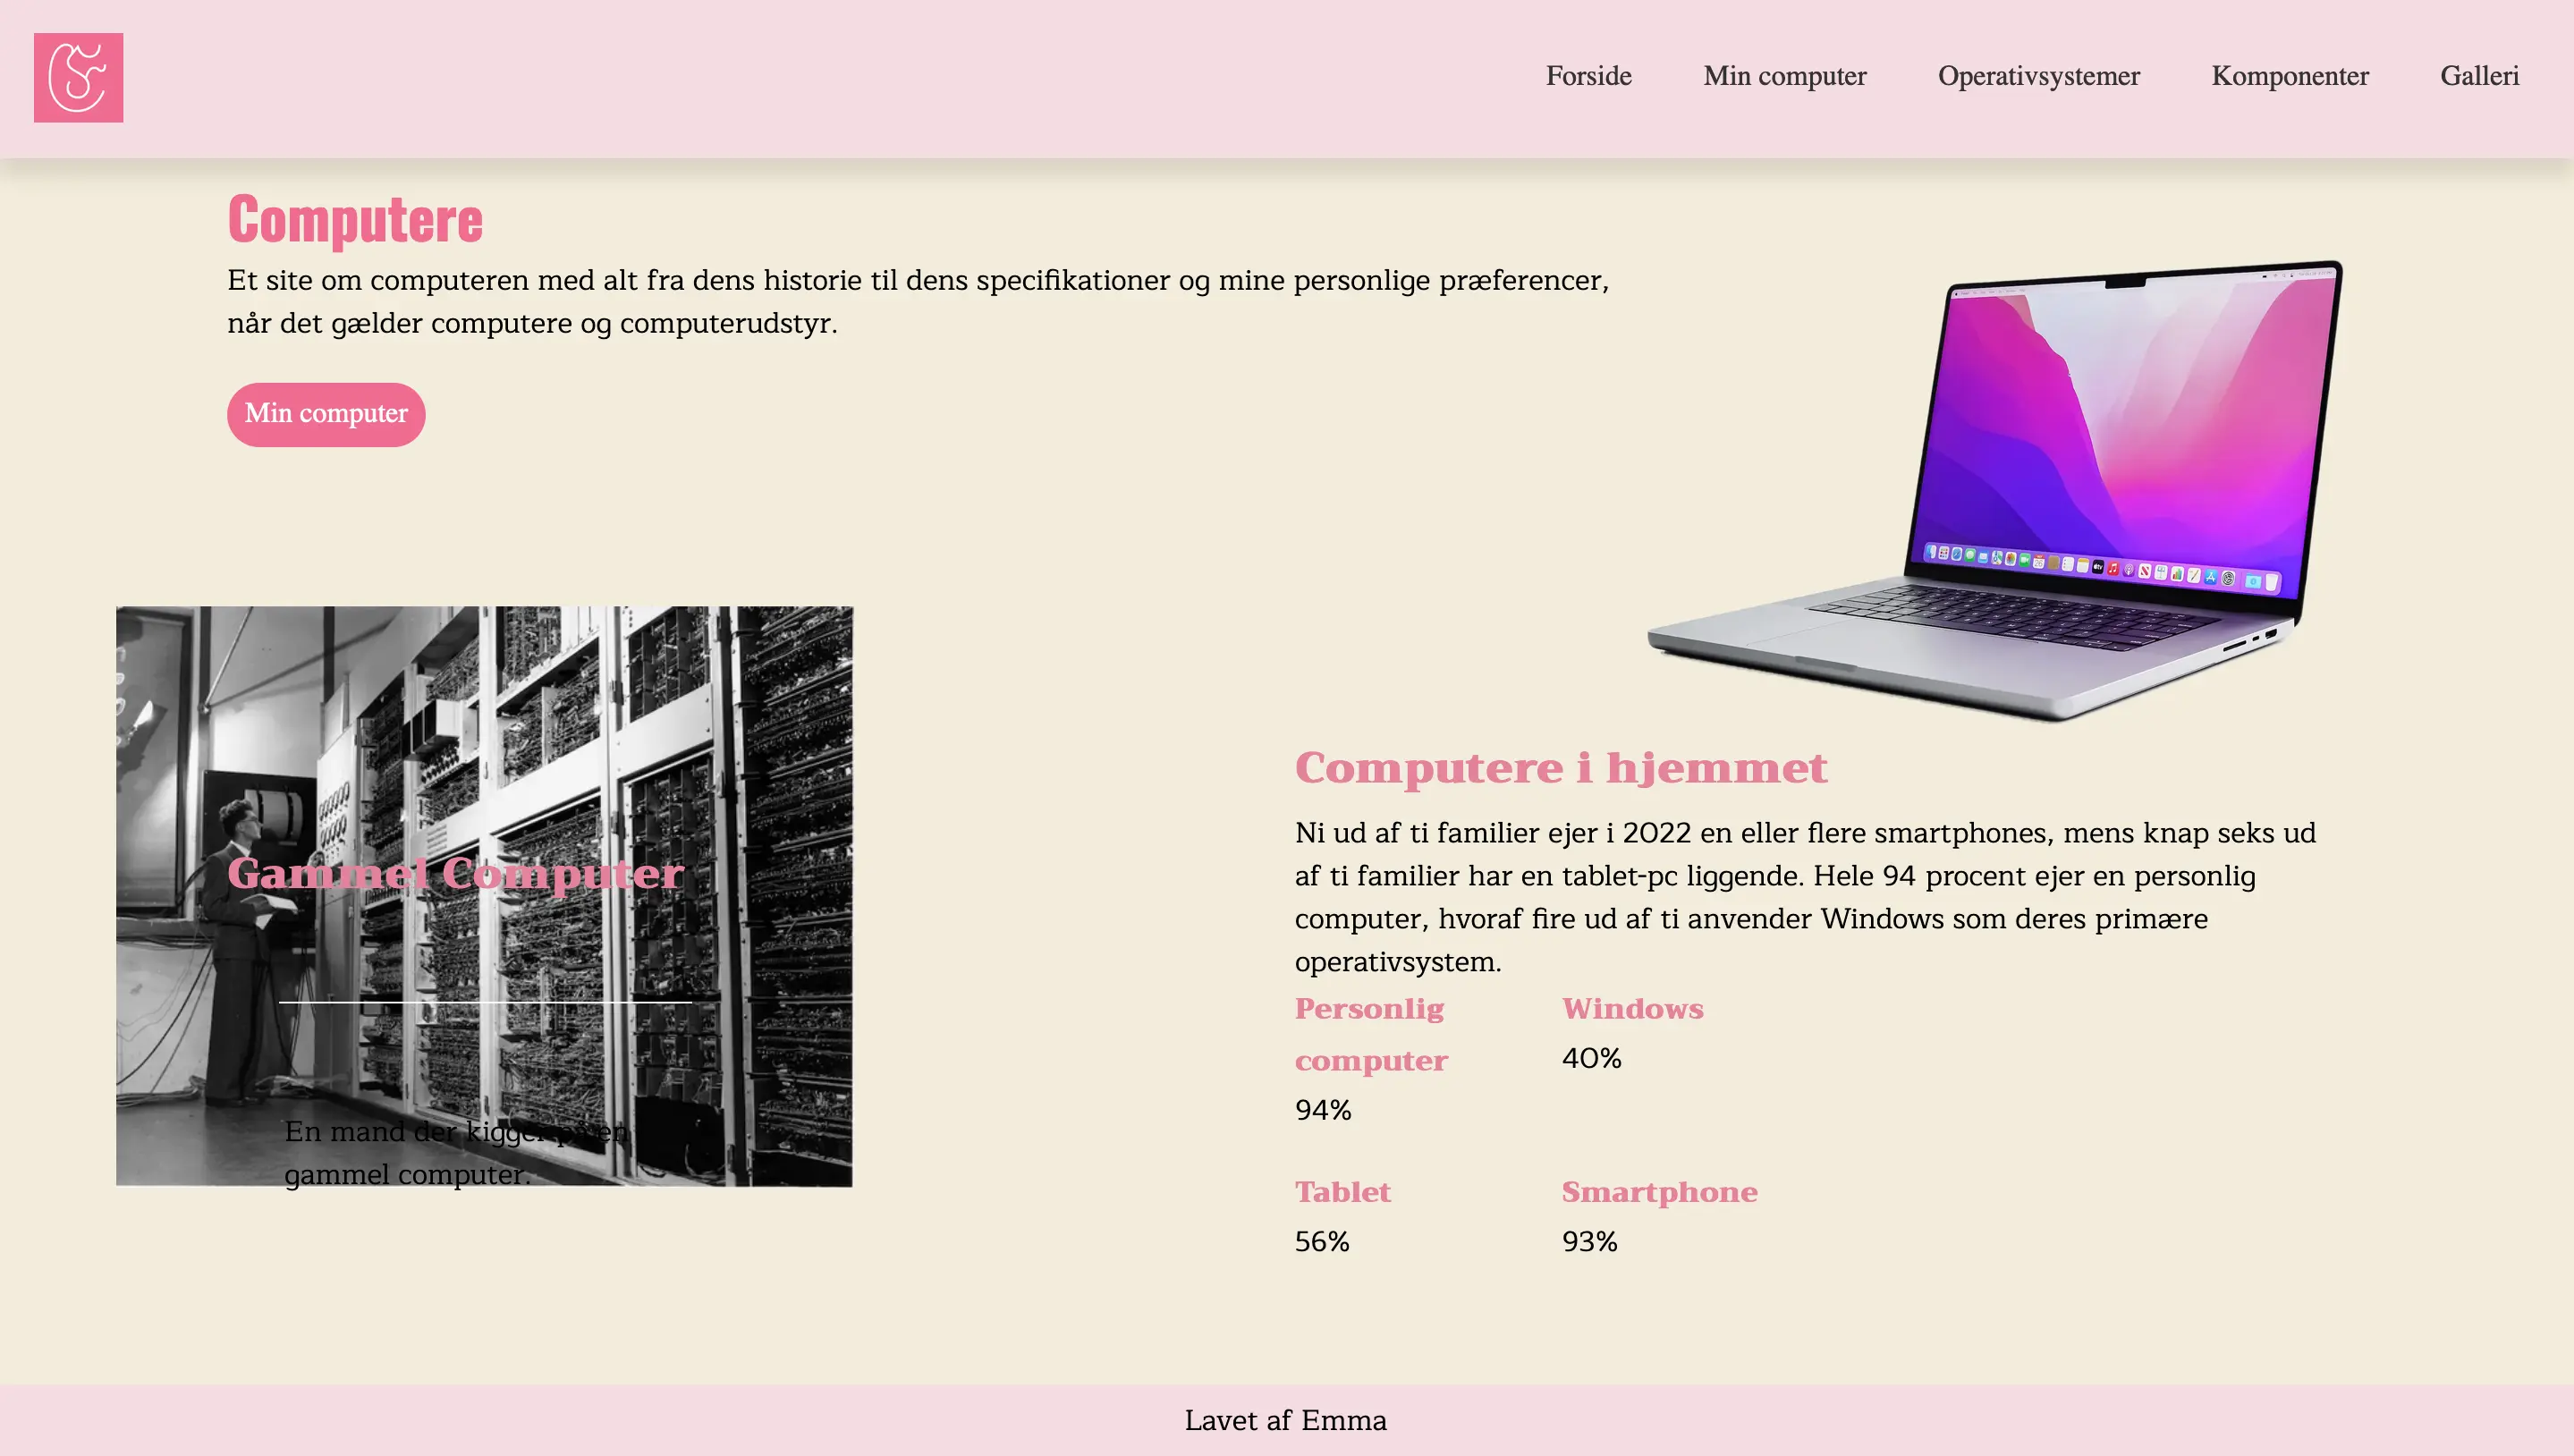 Forside
Min computer
Operativsystemer
Komponenter
Galleri
Computere
Et site om computeren med alt fra dens historie til dens specifikationer og mine personlige præferencer,
når det gælder computere og computerudstyr.
Min computer
Gammel Computer
En mand der kigger på en
gammel computer.
Computere i hjemmet
Ni ud af ti familier ejer i 2022 en eller flere smartphones, mens knap seks ud
af ti familier har en tablet-pc liggende. Hele 94 procent ejer en personlig
computer, hvoraf fire ud af ti anvender Windows som deres primære
operativsystem.
Personlig
computer
94%
Windows
40%
Tablet
56%
Smartphone
93%
Lavet af Emma